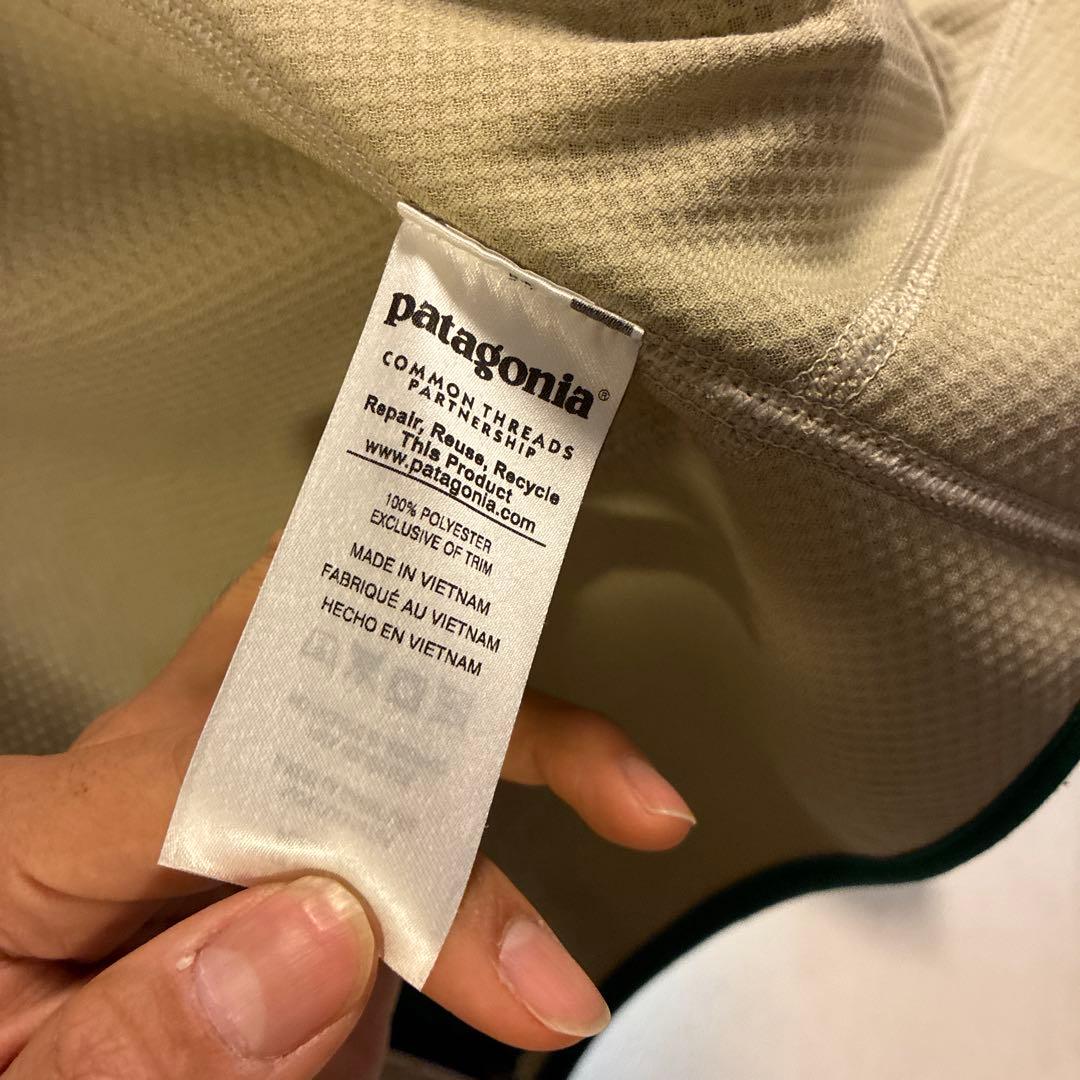 patagonia®
COMMON THREADS
PARTNERSHIP
Repair, Reuse, Recycle
This Product
www.patagonia.com
100% POLYESTER
EXCLUSIVE OF TRIM
MADE IN VIETNAM
FABRIQUÉ AU VIETNAM
HECHO EN VIETNAM